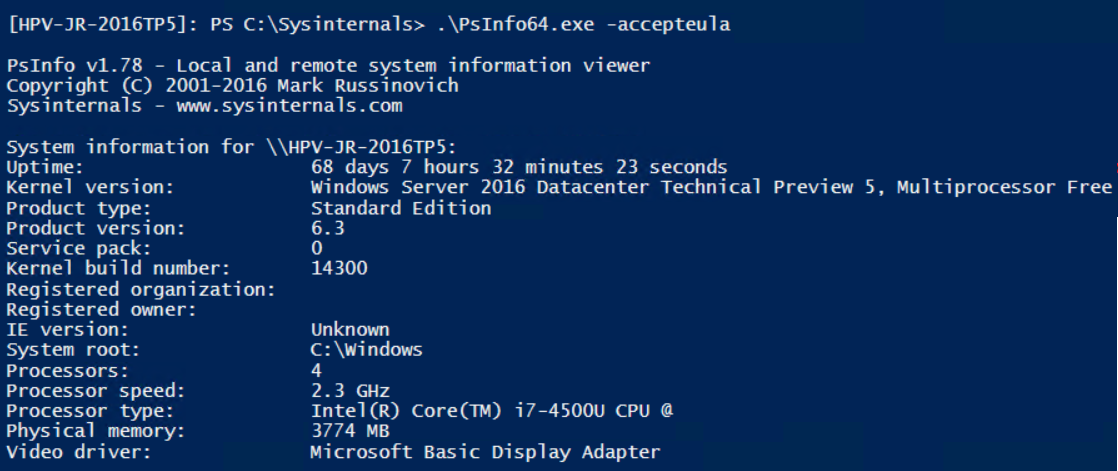 [HPV-JR-2016TP5]: PS C:\Sysinternals> .\PsInfo64.exe -accepteula
PsInfo v1.78 - Local and remote system information viewer
Copyright (C) 2001-2016 Mark Russinovich
Sysinternals - www.sysinternals.com
System information for \\HPV-JR-2016TP5:
Uptime: 68 days 7 hours 32 minutes 23 seconds
Kernel version: Windows Server 2016 Datacenter Technical Preview 5, Multiprocessor Free
Product type: Standard Edition
Product version: 6.3
Service pack: 0
Kernel build number: 14300
Registered organization:
Registered owner:
IE version: Unknown
System root: C:\Windows
Processors: 4
Processor speed: 2.3 GHz
Processor type: Intel(R) Core(TM) i7-4500U CPU @
Physical memory: 3774 MB
Video driver: Microsoft Basic Display Adapter